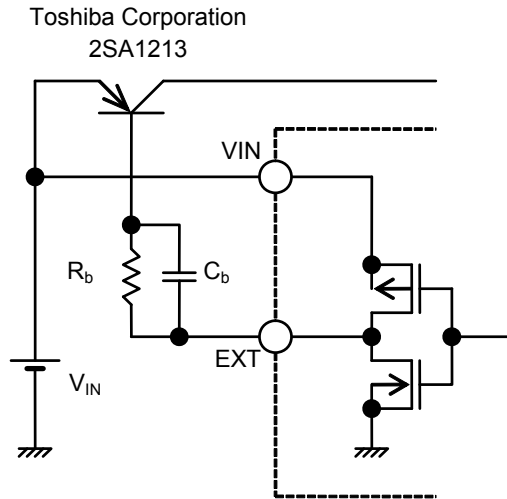 Toshiba Corporation
2SA1213
VIN
Rb
Cb
EXT
VIN